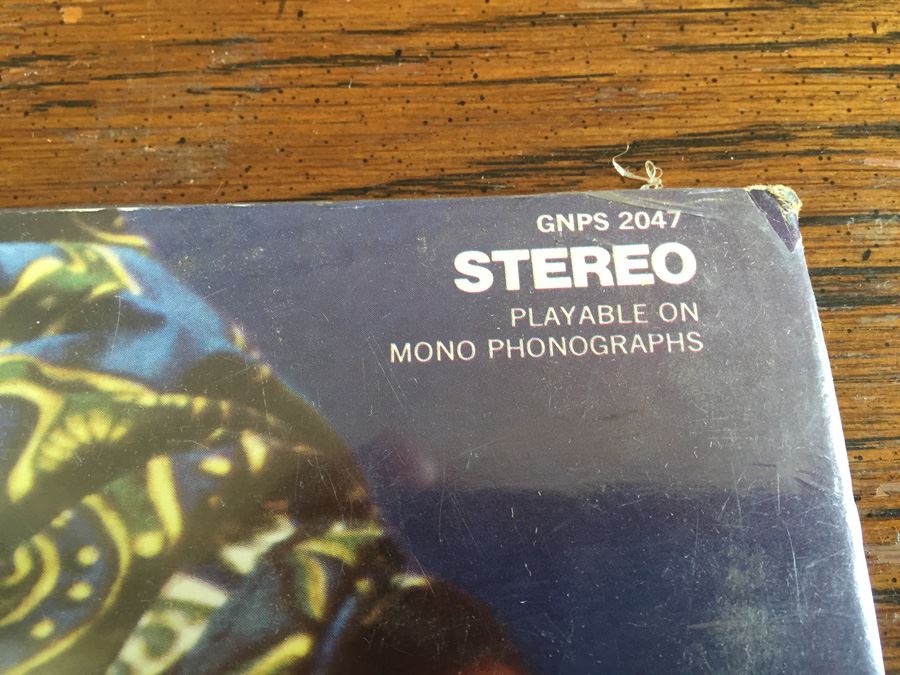 GNPS 2047
STEREO
PLAYABLE ON
MONO PHONOGRAPHS